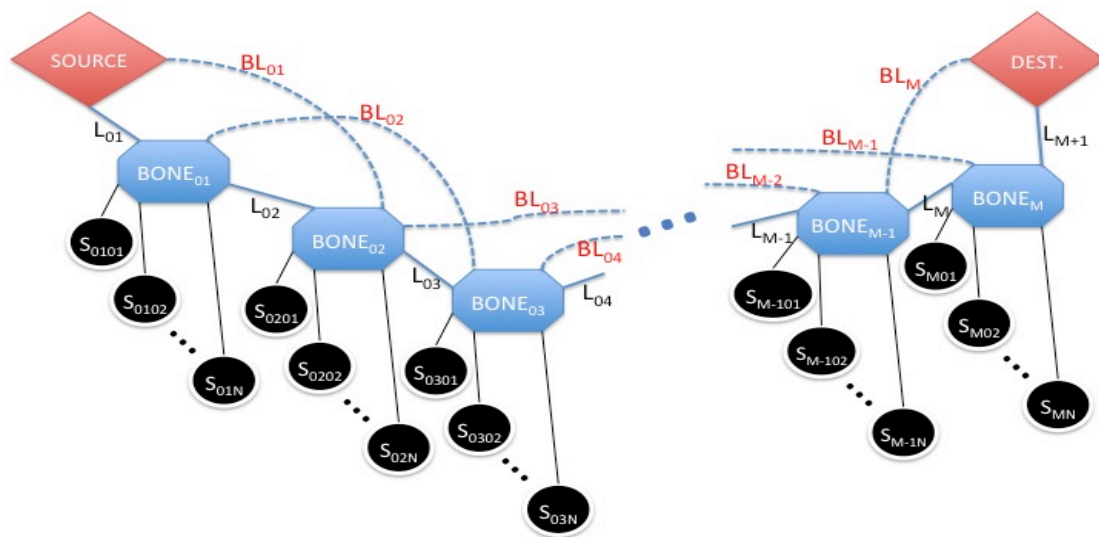 SOURCE
BL01
DEST.
BLM
BL02
L01
BLM-1
LM+1
BONE01
BLM-2
BONEM
L02
BL03
LM
S0101
BONE02
LM-1
BONEM-1
BL04
SM01
S0102
L03
L04
S0201
BONE03
SM-101
SM02
S01N
S0202
S0301
SM-102
SMN
S02N
S0302
SM-1N
S03N